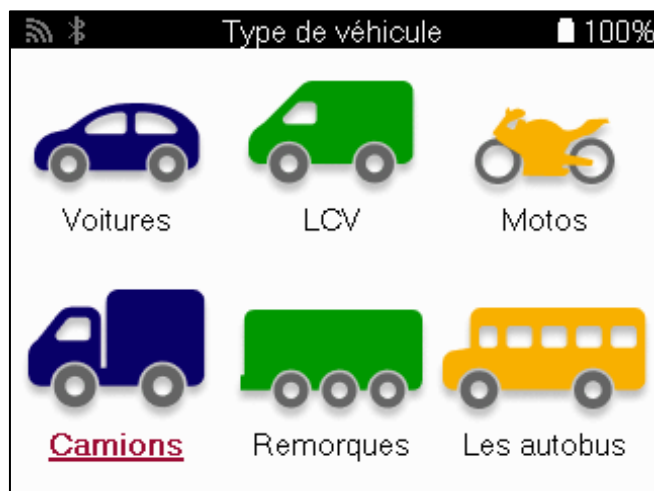 Type de véhicule 100%
Voitures LCV Motos
Camions Remorques Les autobus